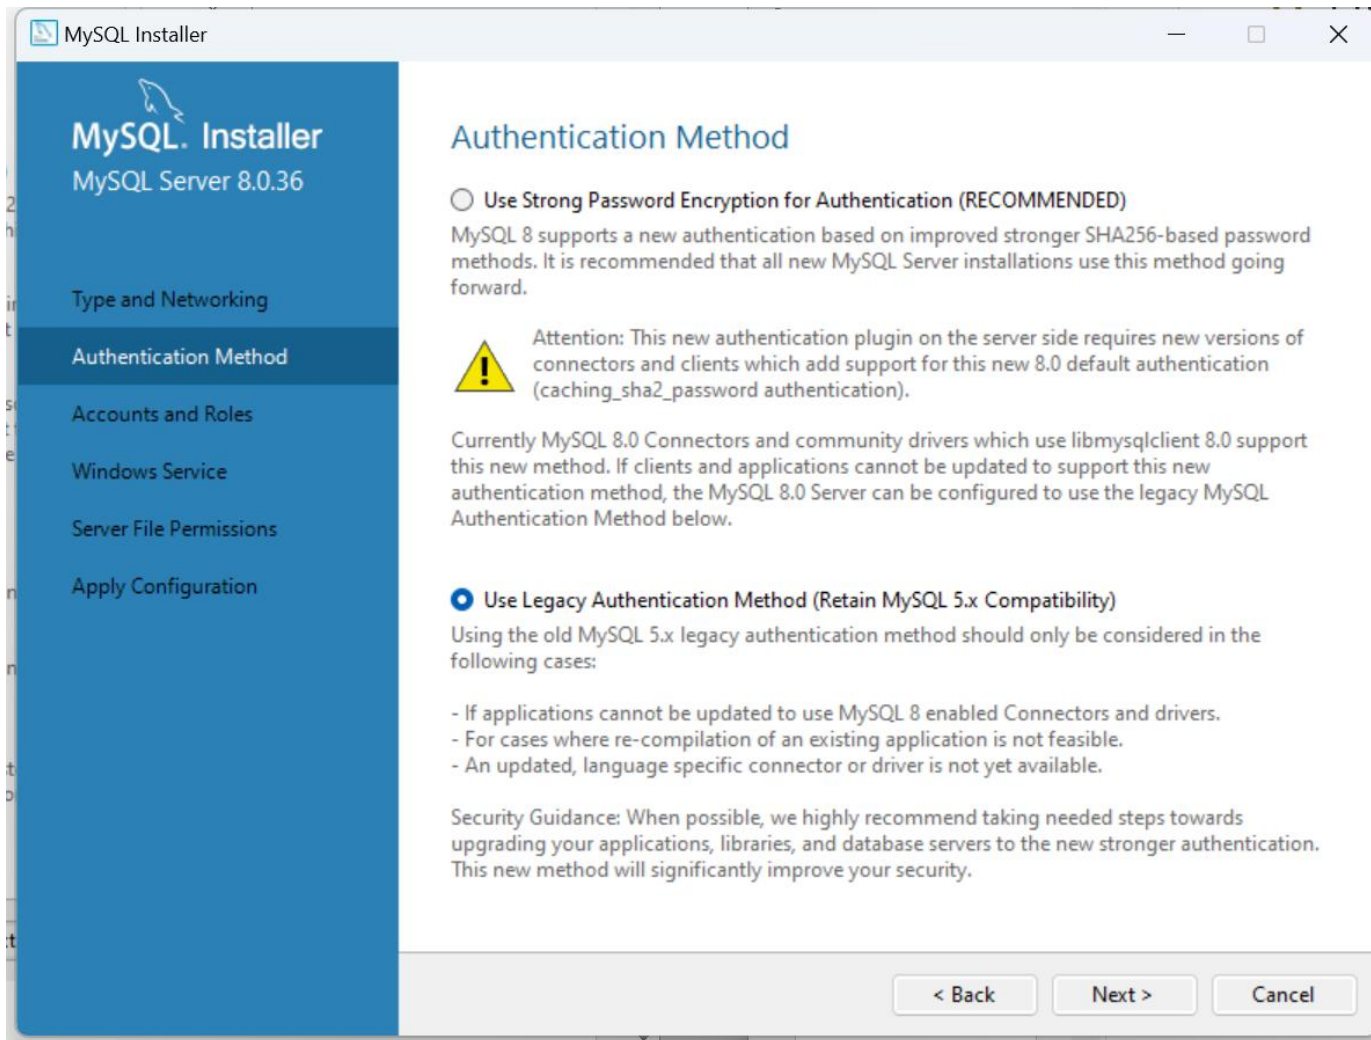 MySQL Installer
MySQL. Installer
MySQL Server 8.0.36
Type and Networking
Authentication Method
Accounts and Roles
Windows Service
Server File Permissions
Apply Configuration
Authentication Method
Use Strong Password Encryption for Authentication (RECOMMENDED)
MySQL 8 supports a new authentication based on improved stronger SHA256-based password
methods. It is recommended that all new MySQL Server installations use this method going
forward.
Attention: This new authentication plugin on the server side requires new versions of
connectors and clients which add support for this new 8.0 default authentication
(caching_sha2_password authentication).
Currently MySQL 8.0 Connectors and community drivers which use libmysqlclient 8.0 support
this new method. If clients and applications cannot be updated to support this new
authentication method, the MySQL 8.0 Server can be configured to use the legacy MySQL
Authentication Method below.
Use Legacy Authentication Method (Retain MySQL 5.x Compatibility)
Using the old MySQL 5.x legacy authentication method should only be considered in the
following cases:
- If applications cannot be updated to use MySQL 8 enabled Connectors and drivers.
- For cases where re-compilation of an existing application is not feasible.
- An updated, language specific connector or driver is not yet available.
Security Guidance: When possible, we highly recommend taking needed steps towards
upgrading your applications, libraries, and database servers to the new stronger authentication.
This new method will significantly improve your security.
< Back
Next >
Cancel